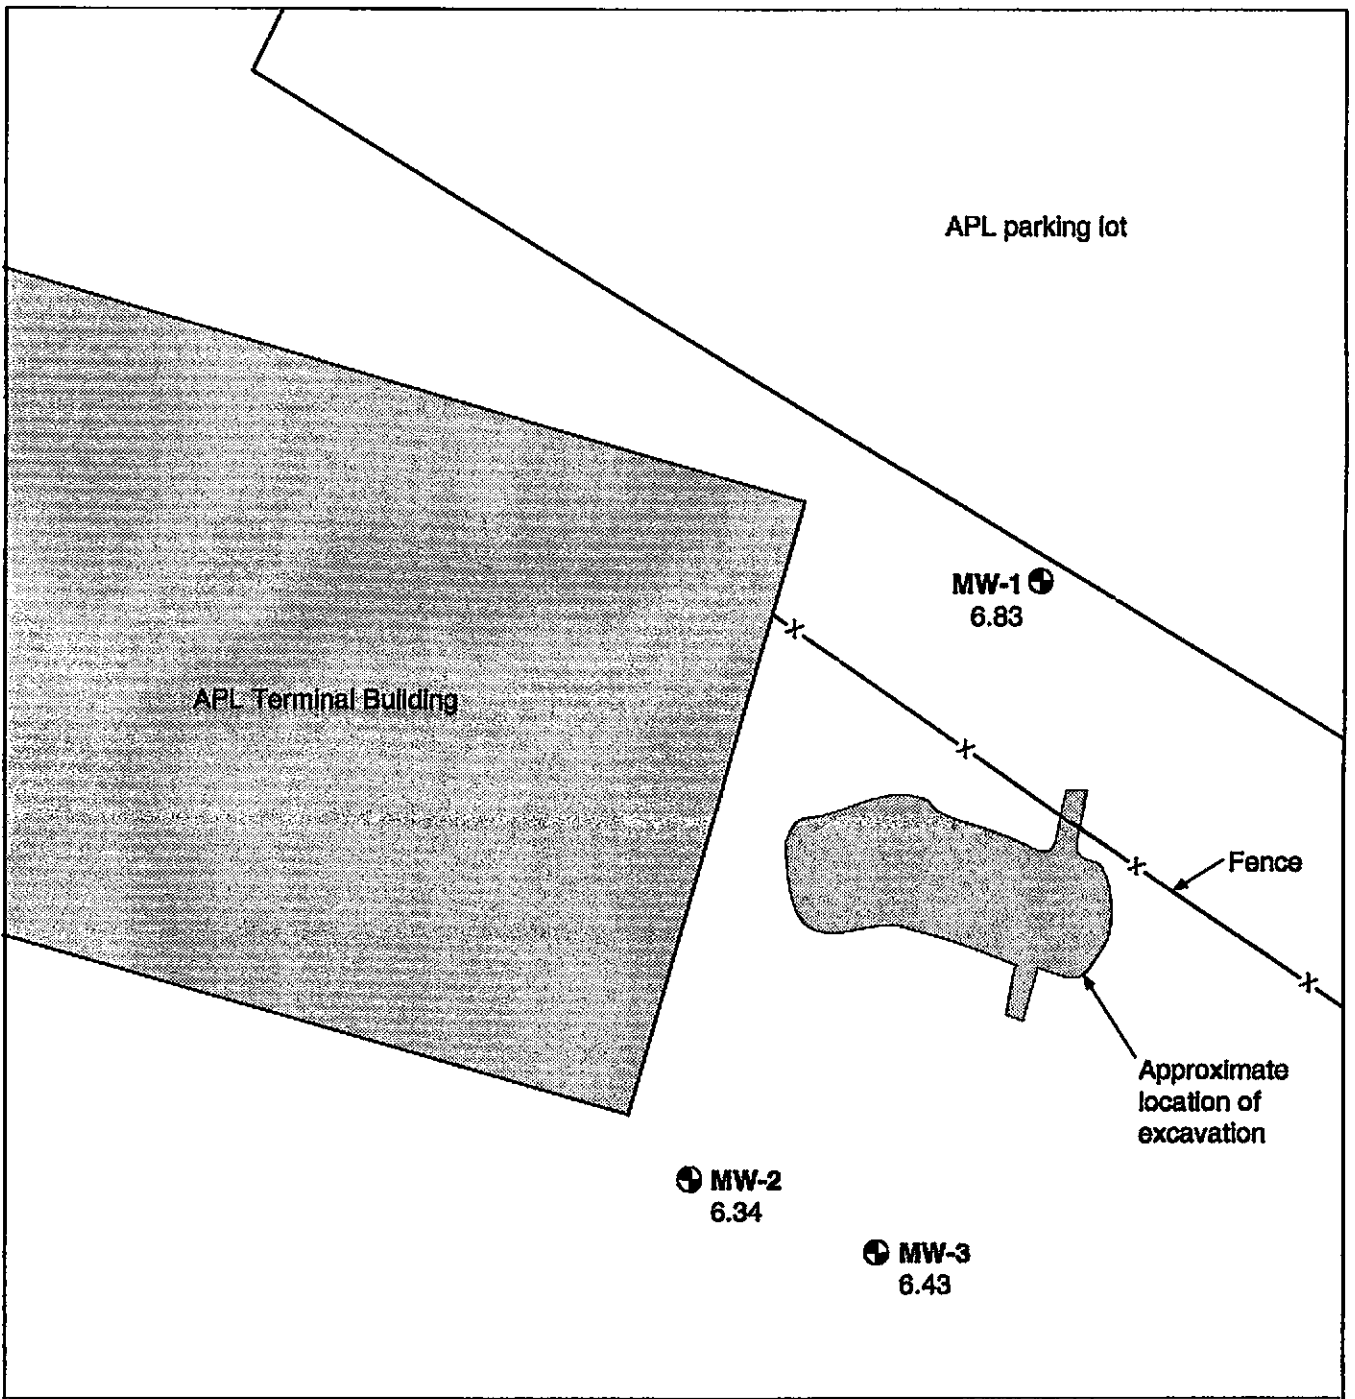 APL parking lot
MW-1
6.83
APL Terminal Building
Fence
Approximate
location of
excavation
MW-2
6.34
MW-3
6.43